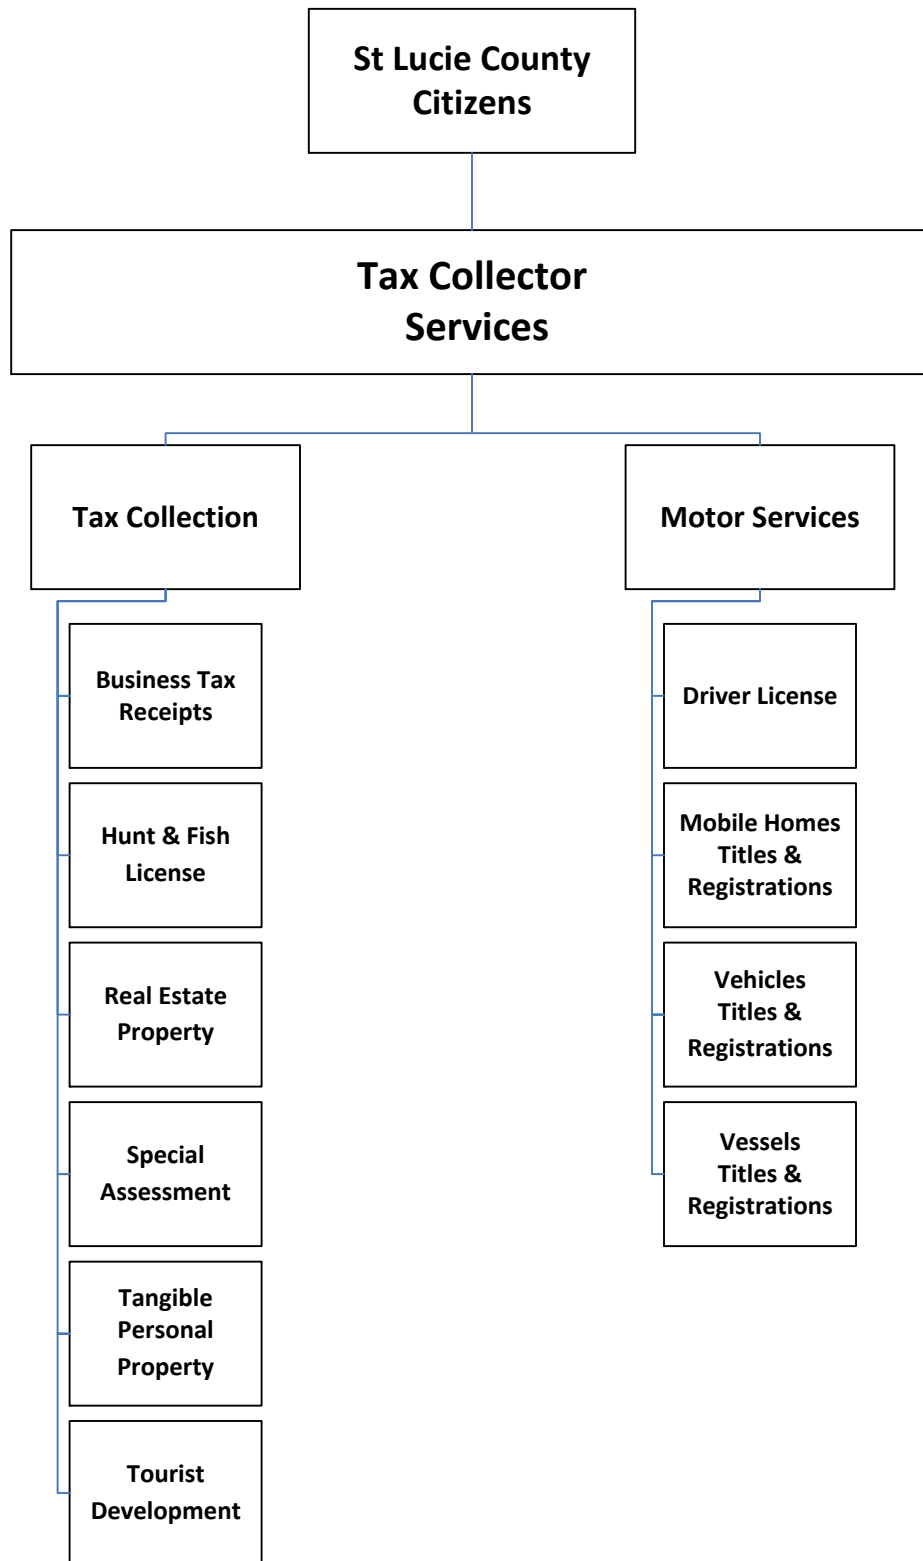 St Lucie County
Citizens
Tax Collector
Services
Tax Collection
Motor Services
Business Tax
Receipts
Hunt & Fish
License
Real Estate
Property
Special
Assessment
Tangible
Personal
Property
Tourist
Development
Driver License
Mobile Homes
Titles &
Registrations
Vehicles
Titles &
Registrations
Vessels
Titles &
Registrations